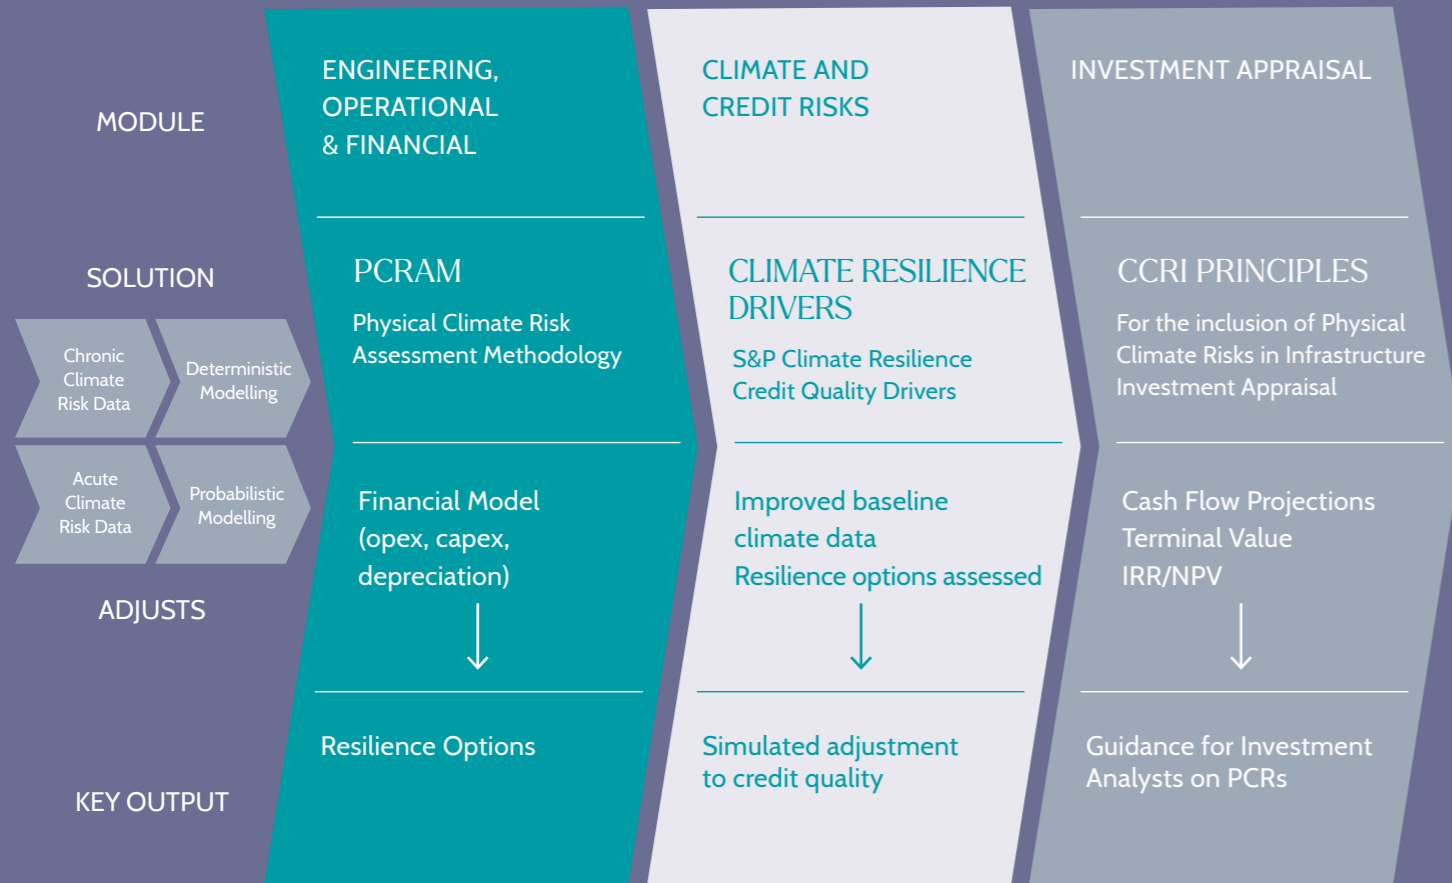 MODULE
ENGINEERING,
OPERATIONAL
& FINANCIAL
CLIMATE AND
CREDIT RISKS
INVESTMENT APPRAISAL
SOLUTION
Chronic
Climate
Risk Data
Deterministic
Modelling
Acute
Climate
Risk Data
Probabilistic
Modelling
PCRAM
Physical Climate Risk
Assessment Methodology
CLIMATE RESILIENCE
DRIVERS
S&P Climate Resilience
Credit Quality Drivers
CCRI PRINCIPLES
For the inclusion of Physical
Climate Risks in Infrastructure
Investment Appraisal
ADJUSTS
Financial Model
(opex, capex,
depreciation)
Improved baseline
climate data
Resilience options assessed
Cash Flow Projections
Terminal Value
IRR/NPV
KEY OUTPUT
Resilience Options
Simulated adjustment
to credit quality
Guidance for Investment
Analysts on PCRs